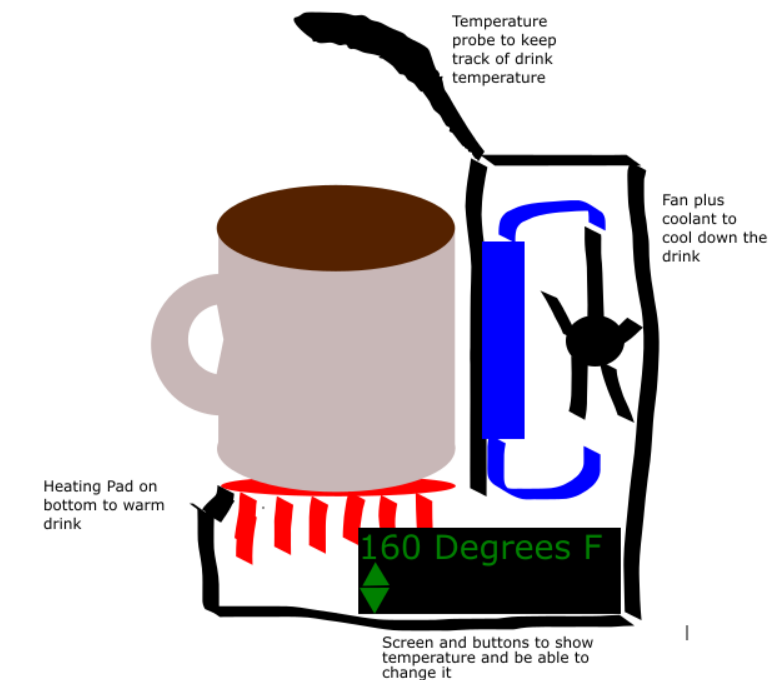 Temperature
probe to keep
track of drink
temperature
Fan plus
coolant to
cool down the
drink
Heating Pad on
bottom to warm
drink
160 Degrees F
Screen and buttons to show
temperature and be able to
change it